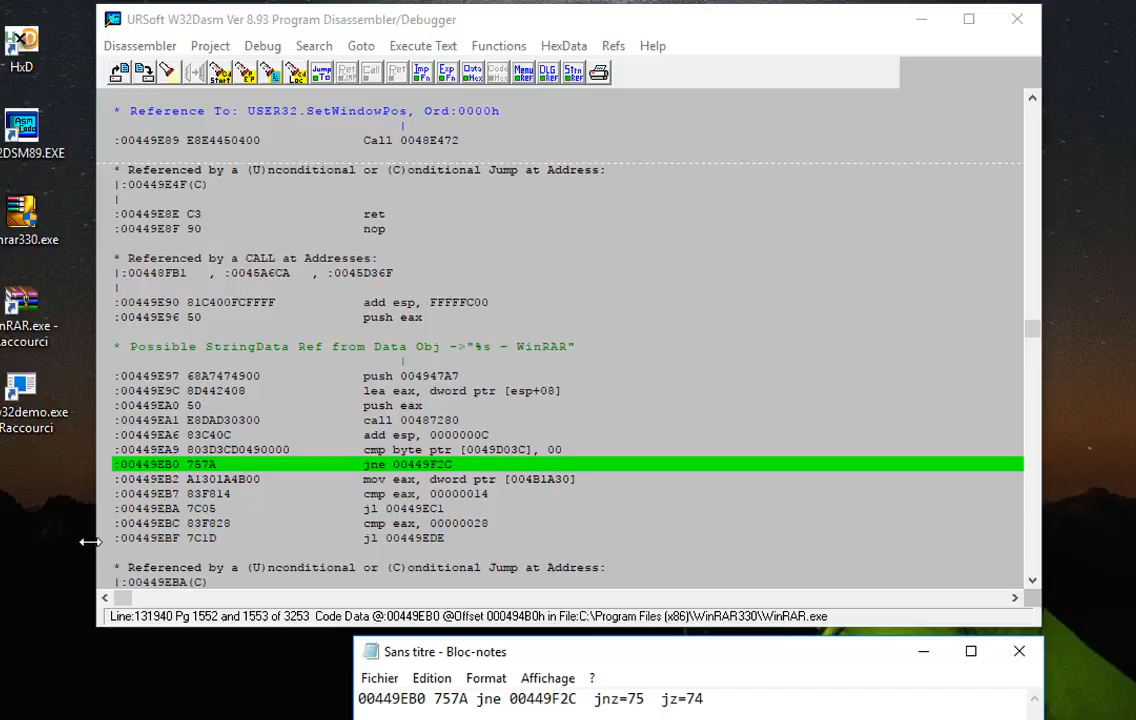 URSoft W32Dasm Ver 8.93 Program Disassembler/Debugger
Disassembler Project Debug Search Goto Execute Text Functions HexData Refs Help
HxD
2DSM89.EXE
nrar330.exe
nRAR.exe -
Raccourci
w32demo.exe
Raccourci
* Reference To: USER32.SetWindowPos, Ord:0000h
|
:00449E89 E8E4450400 Call 0048E472
* Referenced by a (U)nconditional or (C)onditional Jump at Address:
|:00449E4F(C)
|
:00449E8E C3 ret
:00449E8F 90 nop
* Referenced by a CALL at Addresses:
|:00448FB1 , :0045A6CA , :0045D36F
|
:00449E90 81C400FCFFFF add esp, FFFFFC00
:00449E96 50 push eax
* Possible StringData Ref from Data Obj ->"%s - WinRAR"
|
:00449E97 68A7474900 push 004947A7
:00449E9C 8D442408 lea eax, dword ptr [esp+08]
:00449EA0 50 push eax
:00449EA1 E8DAD30300 call 00487280
:00449EA6 83C40C add esp, 0000000C
:00449EA9 803D3CD0490000 cmp byte ptr [0049D03C], 00
:00449EB0 757A jne 00449F2C
:00449EB2 A1301A4B00 mov eax, dword ptr [004B1A30]
:00449EB7 83F814 cmp eax, 00000014
:00449EBA 7C05 jl 00449EC1
:00449EBC 83F828 cmp eax, 00000028
:00449EBF 7C1D jl 00449EDE
* Referenced by a (U)nconditional or (C)onditional Jump at Address:
|:00449EBA(C)
Line:131940 Pg 1552 and 1553 of 3253 Code Data @:00449EB0 @Offset 000494B0h in File:C:\Program Files (x86)\WinRAR330\WinRAR.exe
Sans titre - Bloc-notes
Fichier Edition Format Affichage ?
00449EB0 757A jne 00449F2C jnz=75 jz=74